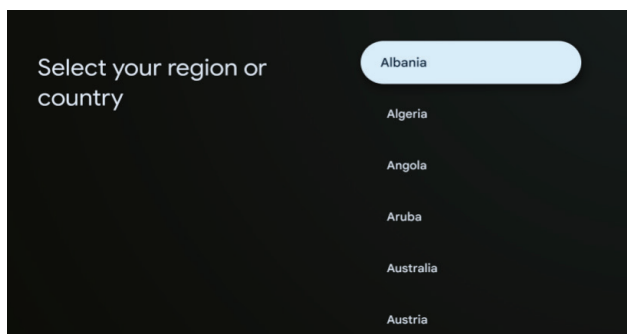 Select your region or
country
Albania
Algeria
Angola
Aruba
Australia
Austria